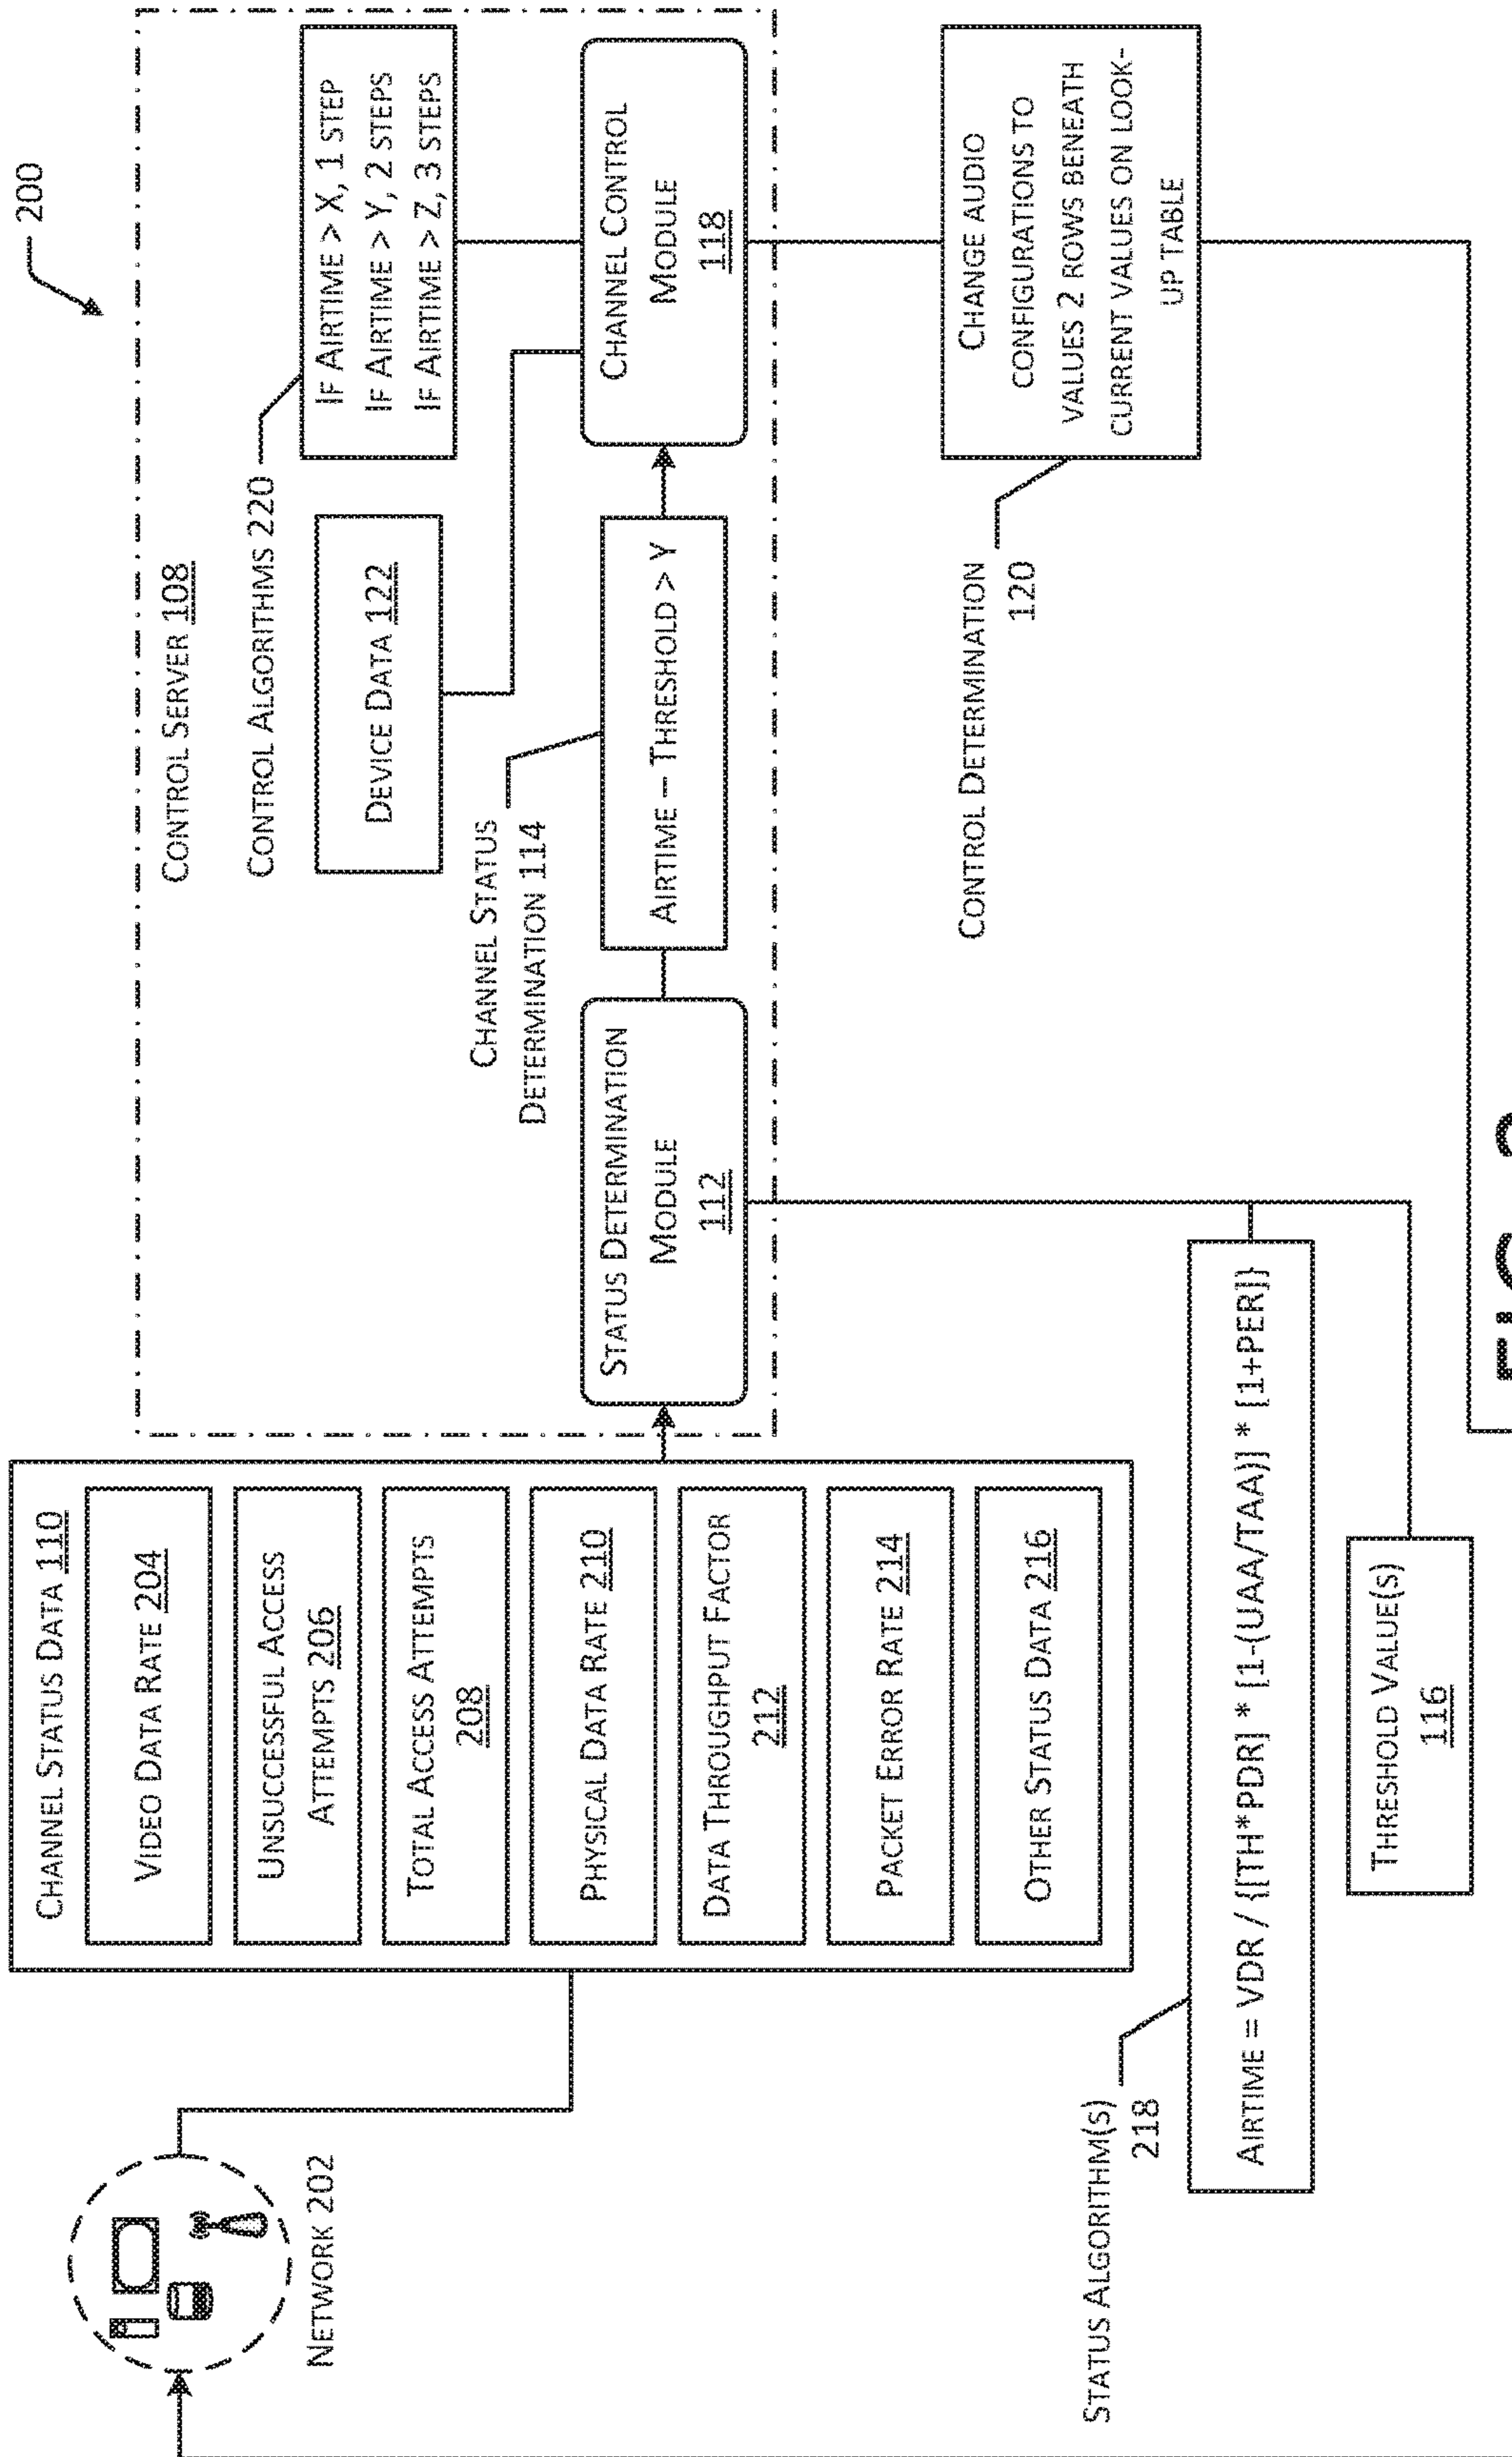 200
CONTROL SERVER 108
CONTROL ALGORITHMS 220
IF AIRTIME > X, 1 STEP
IF AIRTIME > Y, 2 STEPS
IF AIRTIME > Z, 3 STEPS
DEVICE DATA 122
CHANNEL STATUS
DETERMINATION 114
STATUS DETERMINATION
MODULE
112
AIRTIME – THRESHOLD > Y
CHANNEL CONTROL
MODULE
118
CHANNEL STATUS DATA 110
VIDEO DATA RATE 204
UNSUCCESSFUL ACCESS
ATTEMPTS 206
TOTAL ACCESS ATTEMPTS
208
PHYSICAL DATA RATE 210
DATA THROUGHPUT FACTOR
212
PACKET ERROR RATE 214
OTHER STATUS DATA 216
NETWORK 202
STATUS ALGORITHM(S)
218
AIRTIME = VDR / {[TH*PDR] * [1-(UAA/TAA)] * [1+PER]}
THRESHOLD VALUE(S)
116
CONTROL DETERMINATION
120
CHANGE AUDIO
CONFIGURATIONS TO
VALUES 2 ROWS BENEATH
CURRENT VALUES ON LOOK-
UP TABLE